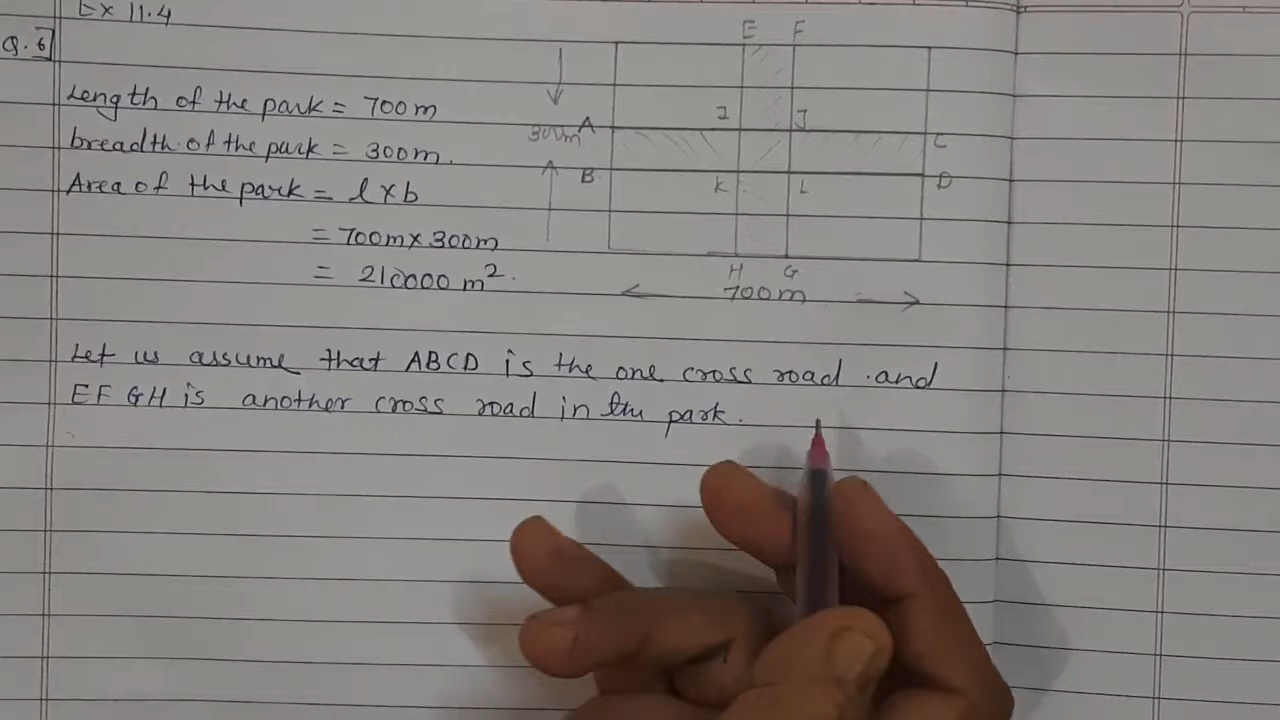 Ex 11.4
Q.6
Length of the park = 700m
breadth of the park = 300m.
Area of the park = l x b
= 700m x 300m
= 210000 m².
E F
300m
A I J C
B K L D
H G
700m
Let us assume that ABCD is the one cross road and
EFGH is another cross road in the park.